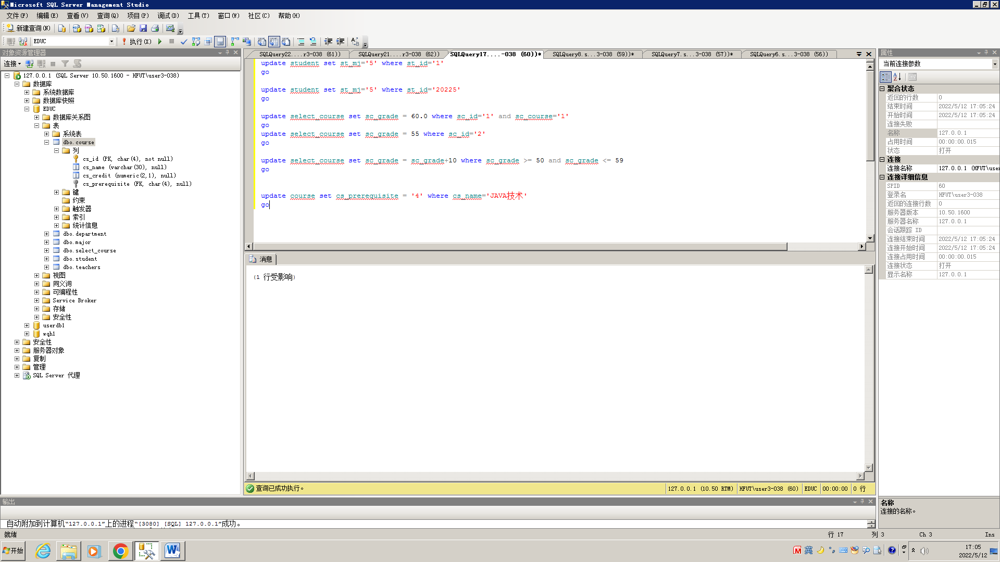 Microsoft SQL Server Management Studio
文件(F) 编辑(E) 查看(V) 查询(Q) 项目(P) 调试(D) 工具(T) 窗口(W) 社区(C) 帮助(H)
新建查询(N)
EDUC 执行(X)
对象资源管理器
连接
127.0.0.1 (SQL Server 10.50.1600 - HFUT\user3-038)
数据库
系统数据库
数据库快照
EDUC
数据库关系图
表
系统表
dbo.course
列
cs_id (PK, char(4), not null)
cs_name (varchar(30), null)
cs_credit (numeric(2,1), null)
cs_prerequisite (FK, char(4), null)
键
约束
触发器
索引
统计信息
dbo.department
dbo.major
dbo.select_course
dbo.student
dbo.teachers
视图
同义词
可编程性
Service Broker
存储
安全性
userdb1
wqh1
安全性
服务器对象
复制
管理
SQL Server 代理
SQLQuery22....r3-038 (61)) SQLQuery21....r3-038 (62)) SQLQuery17....-038 (60))* SQLQuery8.s...3-038 (59))* SQLQuery7.s...3-038 (57))* SQLQuery6.s...3-038 (56))
update student set st_mj='5' where st_id='1'
go
update student set st_mj='5' where st_id='20225'
go
update select_course set sc_grade = 60.0 where sc_id='1' and sc_course='1'
go
update select_course set sc_grade = 55 where sc_id='2'
go
update select_course set sc_grade = sc_grade+10 where sc_grade >= 50 and sc_grade <= 59
go
update course set cs_prerequisite = '4' where cs_name='JAVA技术'
go
消息
(1 行受影响)
查询已成功执行。 127.0.0.1 (10.50 RTM) HFUT\user3-038 (60) EDUC 00:00:00 0 行
属性
当前连接参数
聚合状态
返回的行数 0
结束时间 2022/5/12 17:05:24
开始时间 2022/5/12 17:05:24
连接失败
名称 127.0.0.1
占用时间 00:00:00.015
状态 打开
连接
连接名称 127.0.0.1 (HFUT\use
连接详细信息
SPID 60
登录名 HFUT\user3-038
返回的连接行数 0
服务器版本 10.50.1600
服务器名称 127.0.0.1
会话跟踪 ID
连接结束时间 2022/5/12 17:05:24
连接开始时间 2022/5/12 17:05:24
连接占用时间 00:00:00.015
连接状态 打开
显示名称 127.0.0.1
名称
连接的名称。
输出
自动附加到计算机“127.0.0.1”上的进程“[3080] [SQL] 127.0.0.1”成功。
就绪 行 17 列 3 Ch 3 Ins
开始 英 17:05
2022/5/12